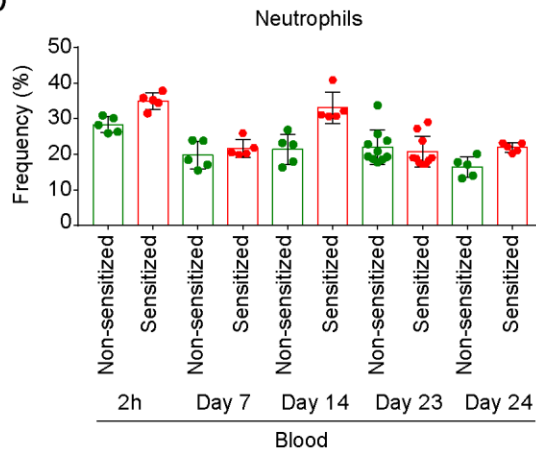 Neutrophils
Frequency (%)
50
40
30
20
10
0
Non-sensitized
Sensitized
Non-sensitized
Sensitized
Non-sensitized
Sensitized
Non-sensitized
Sensitized
Non-sensitized
Sensitized
2h Day 7 Day 14 Day 23 Day 24
Blood